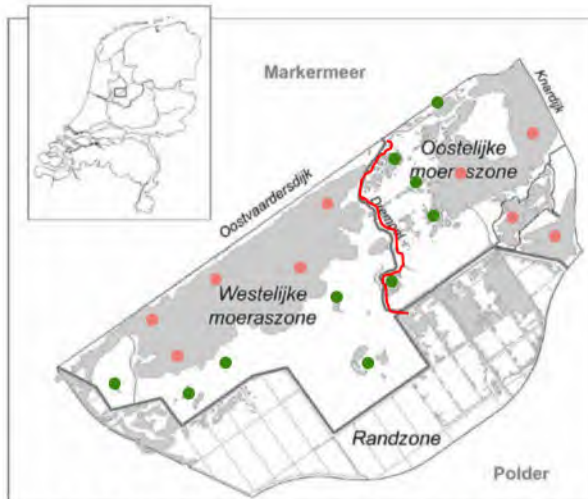 Markermeer
Knardijk
Oostelijke
moeraszone
Oostvaardersdijk
Westelijke
moeraszone
Randzone
Polder